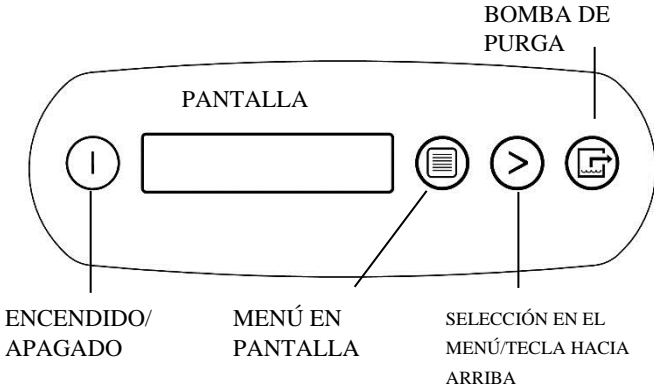 BOMBA DE
PURGA
PANTALLA
ENCENDIDO/
APAGADO
MENÚ EN
PANTALLA
SELECCIÓN EN EL
MENÚ/TECLA HACIA
ARRIBA